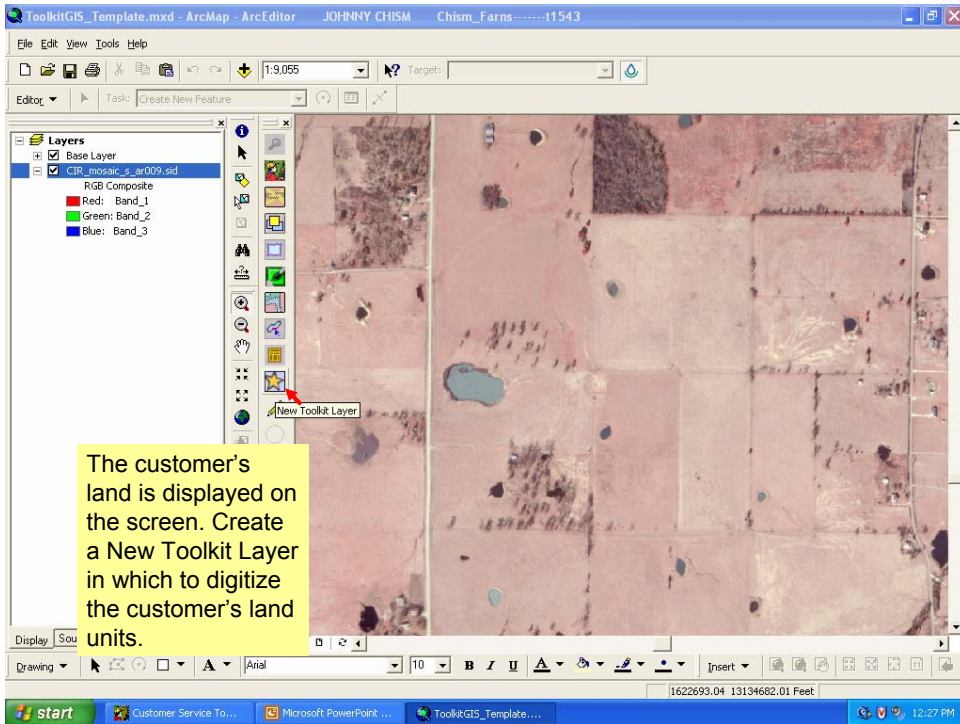 ToolkitGIS_Template.mxd - ArcMap - ArcEditor JOHNNY CHISM Chism_Farns-------t1543
File Edit View Tools Help
1:9,055 Target:
Editor Task: Create New Feature
Layers
Base Layer
CIR_mosaic_s_ar009.sid
RGB Composite
Red: Band_1
Green: Band_2
Blue: Band_3
New Toolkit Layer
The customer's
land is displayed on
the screen. Create
a New Toolkit Layer
in which to digitize
the customer's land
units.
Display Sou
Drawing A Arial 10 B I U A Insert
1622693.04 13134682.01 Feet
start Customer Service To... Microsoft PowerPoint ... ToolkitGIS_Template.... 12:27 PM